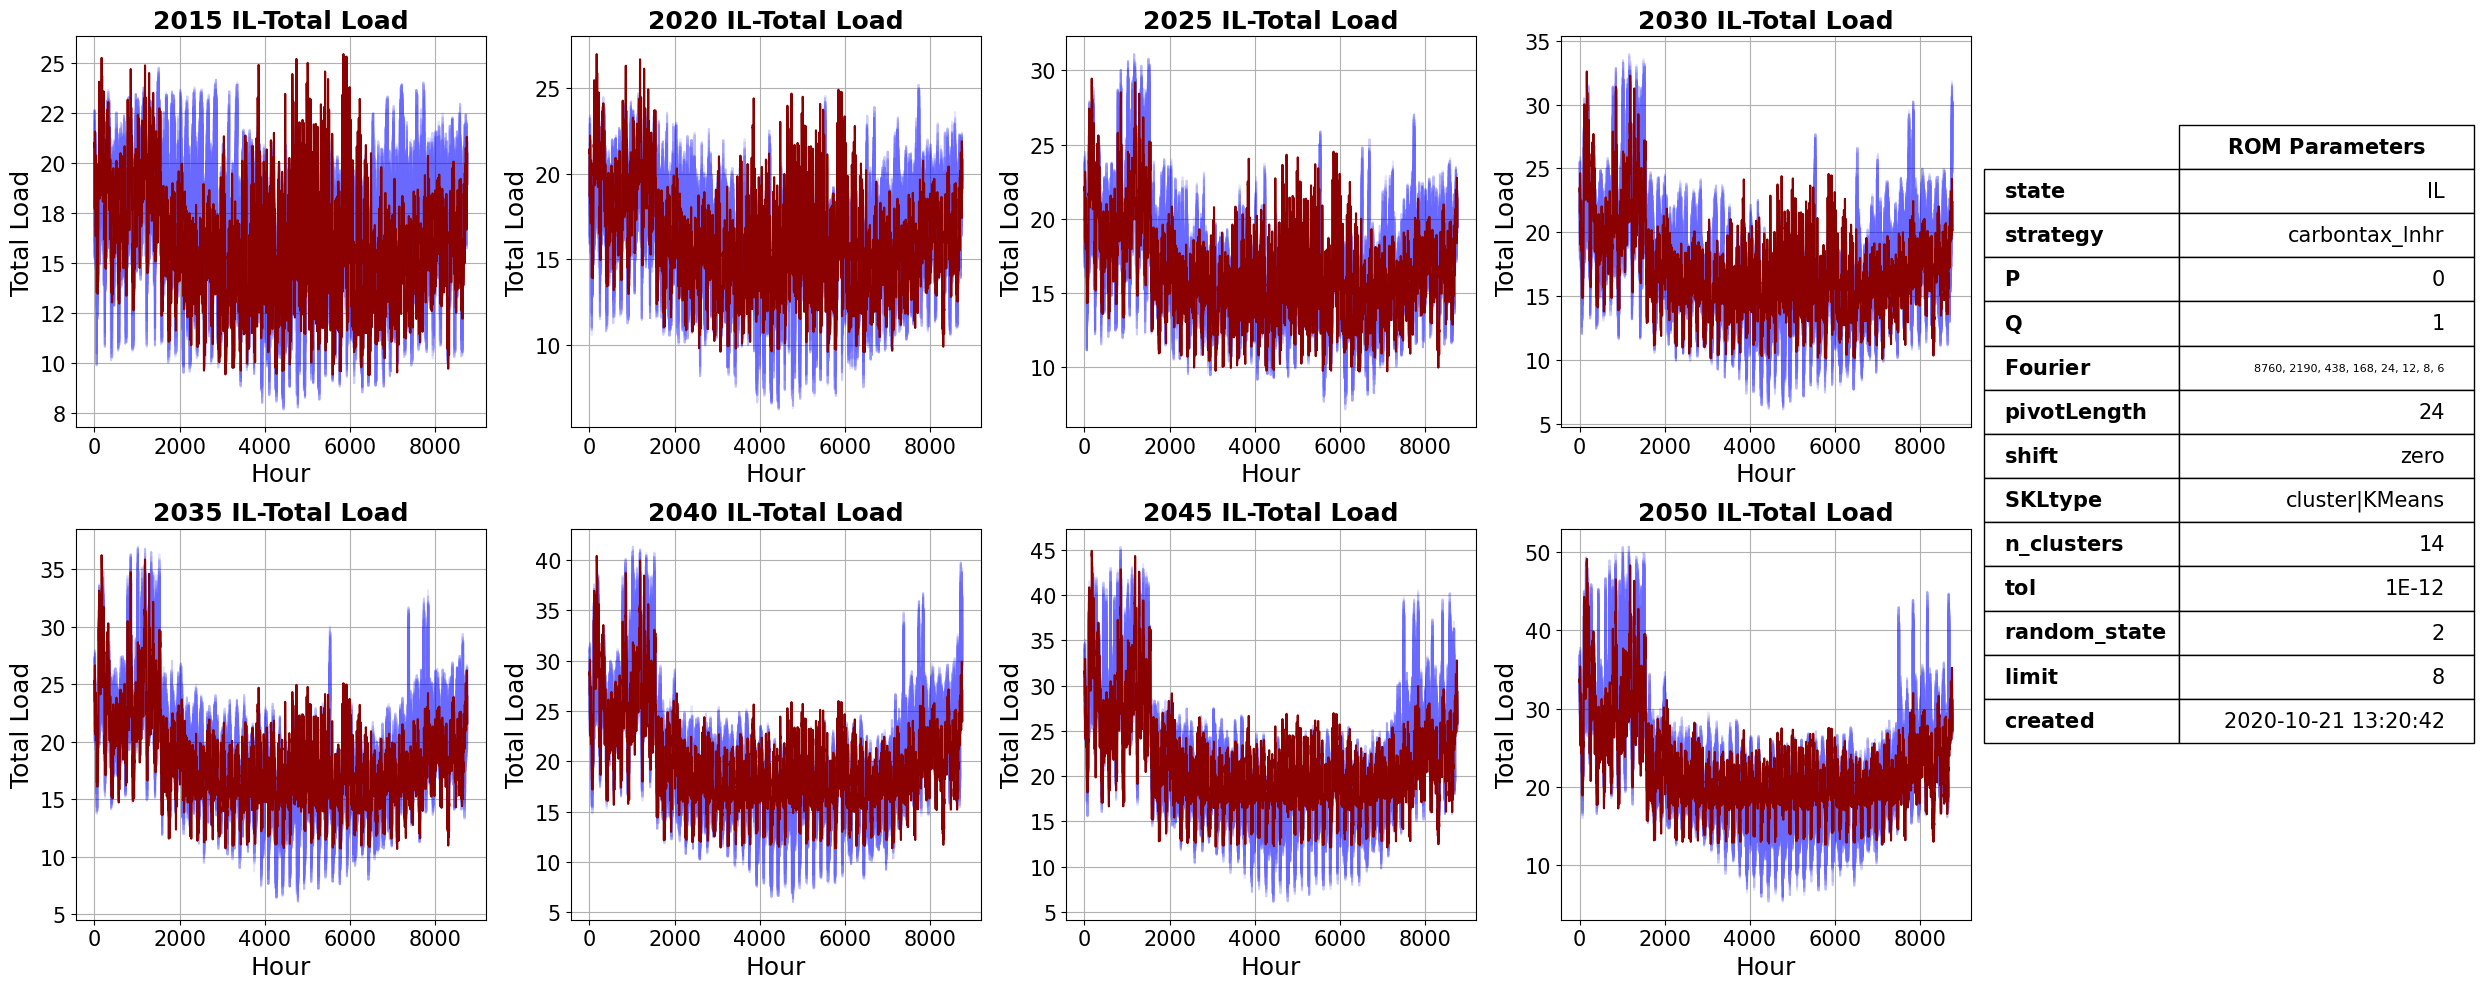 2015 IL-Total Load
25
22
20
18
15
12
10
8
0 2000 4000 6000 8000
Total Load
Hour
2020 IL-Total Load
25
20
15
10
0 2000 4000 6000 8000
Total Load
Hour
2025 IL-Total Load
30
25
20
15
10
0 2000 4000 6000 8000
Total Load
Hour
2030 IL-Total Load
35
30
25
20
15
10
5
0 2000 4000 6000 8000
Total Load
Hour
2035 IL-Total Load
35
30
25
20
15
10
5
0 2000 4000 6000 8000
Total Load
Hour
2040 IL-Total Load
40
35
30
25
20
15
10
5
0 2000 4000 6000 8000
Total Load
Hour
2045 IL-Total Load
45
40
35
30
25
20
15
10
5
0 2000 4000 6000 8000
Total Load
Hour
2050 IL-Total Load
50
40
30
20
10
0 2000 4000 6000 8000
Total Load
Hour
ROM Parameters
state IL
strategy carbontax_lnhr
P 0
Q 1
Fourier 8760, 2190, 438, 168, 24, 12, 8, 6
pivotLength 24
shift zero
SKLtype cluster|KMeans
n_clusters 14
tol 1E-12
random_state 2
limit 8
created 2020-10-21 13:20:42